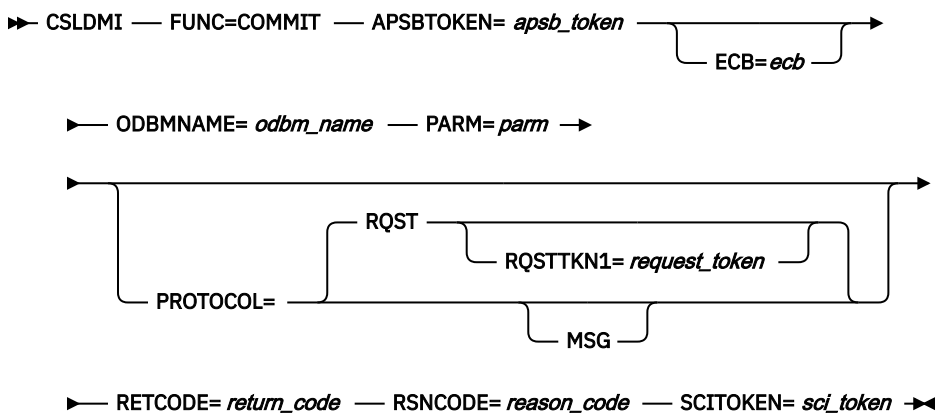 CSLDMI FUNC=COMMIT APSBTOKEN= apsb_token
ECB=ecb
ODBMNAME= odbm_name PARM= parm
RQST
RQSTTKN1= request_token
PROTOCOL=
MSG
RETCODE= return_code RSNCODE= reason_code SCITOKEN= sci_token